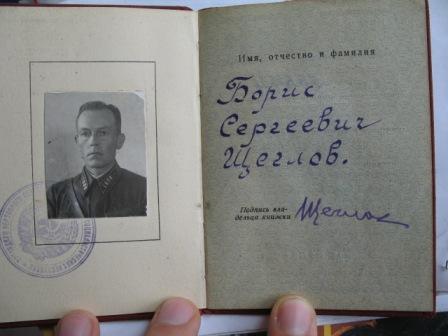 Имя, отчество и фамилия
Борис
Сергеевич
Щеглов.
Подпись вла-
дельца книжки Щеглов